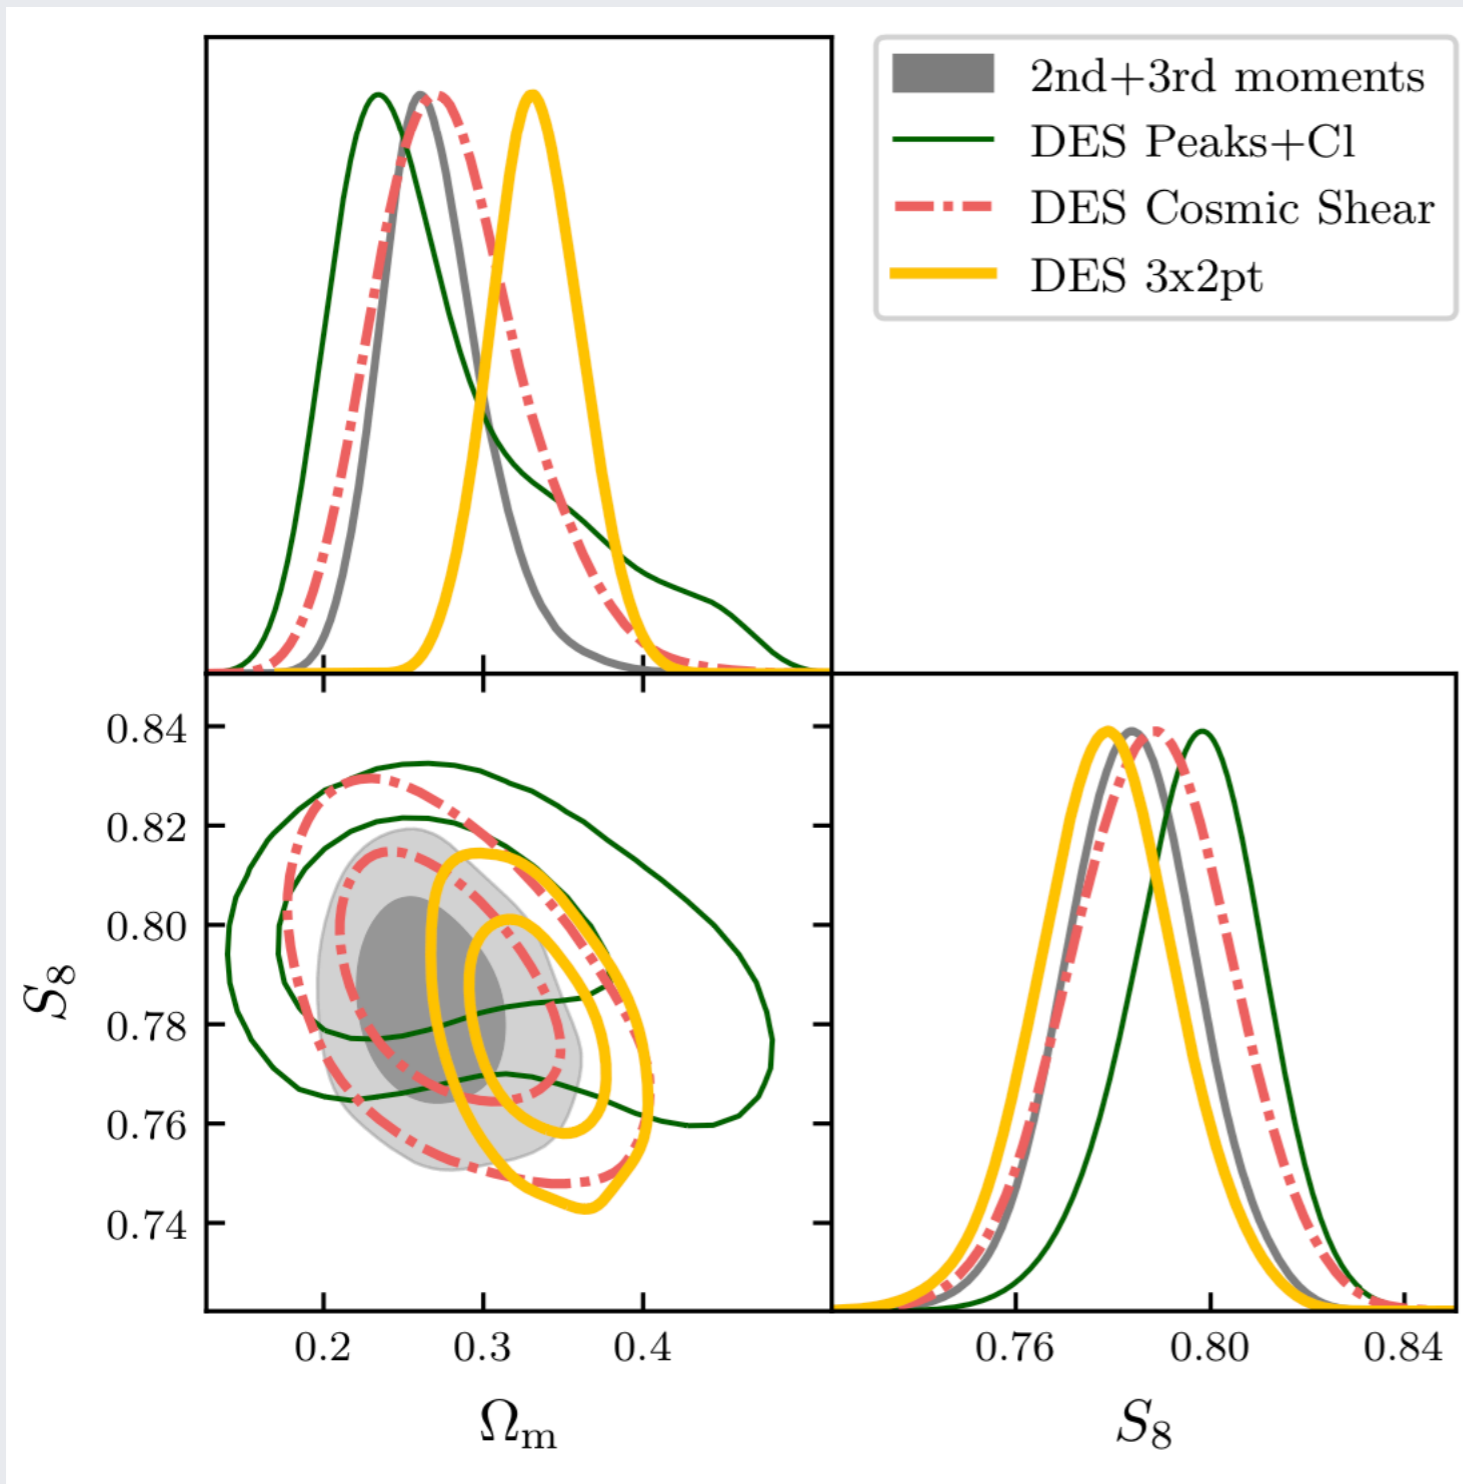 2nd+3rd moments
DES Peaks+Cl
DES Cosmic Shear
DES 3x2pt
0.84
0.82
0.80
0.78
0.76
0.74
S₈
0.2 0.3 0.4
0.76 0.80 0.84
Ωₘ
S₈